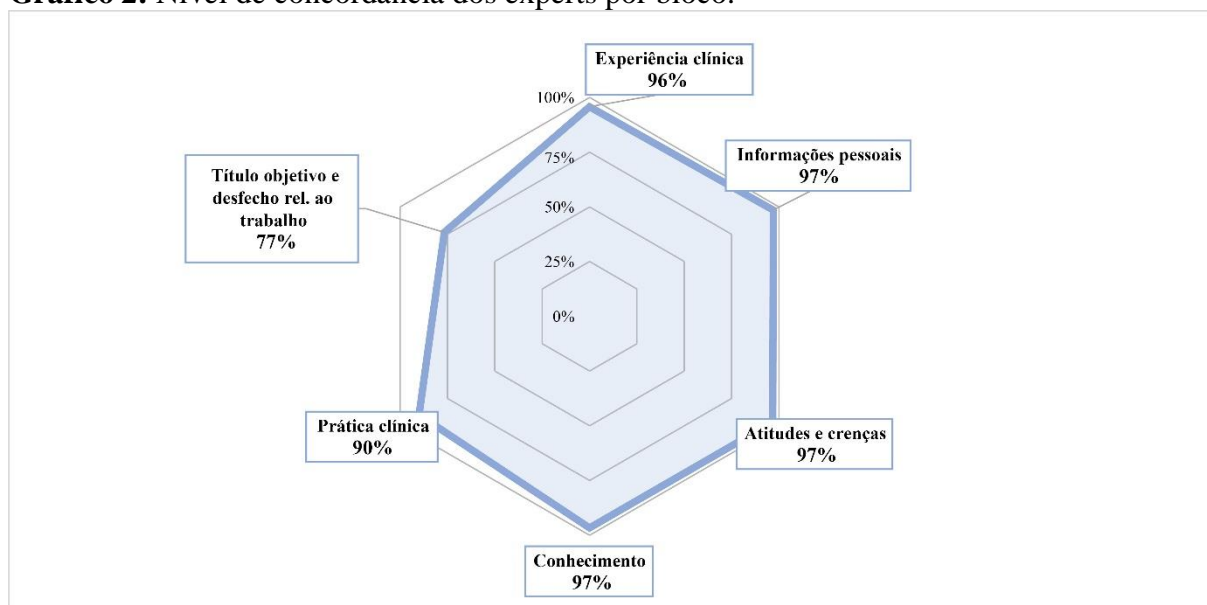 Gráfico 2: Nível de concordância dos experts por bloco.
Experiência clínica
96%
100%
Informações pessoais
97%
75%
Título objetivo e
desfecho rel. ao
trabalho
77%
50%
25%
0%
Prática clínica
90%
Atitudes e crenças
97%
Conhecimento
97%